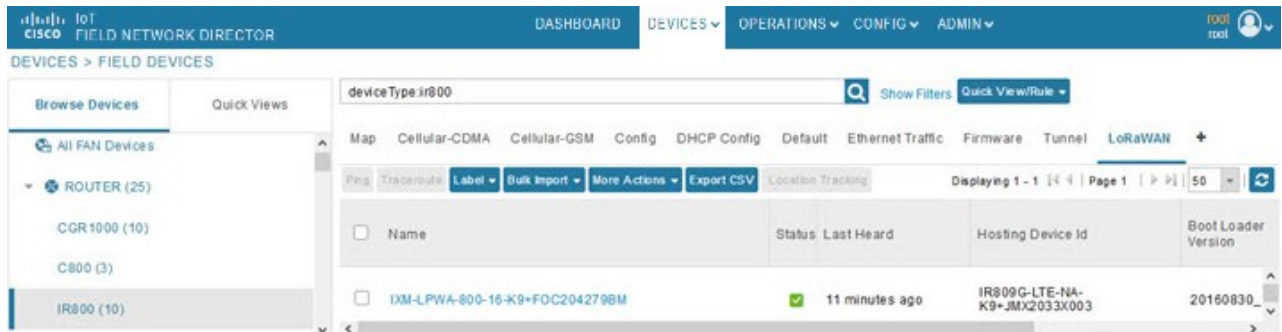 IoT
CISCO FIELD NETWORK DIRECTOR
DASHBOARD DEVICES OPERATIONS CONFIG ADMIN
root
root
DEVICES > FIELD DEVICES
Browse Devices Quick Views
deviceType:ir800
Show Filters Quick View/Rule
All FAN Devices
ROUTER (25)
CGR1000 (10)
C800 (3)
IR800 (10)
Map Cellular-CDMA Cellular-GSM Config DHCP Config Default Ethernet Traffic Firmware Tunnel LoRaWAN +
Ping Traceroute Label Bulk Import More Actions Export CSV Location Tracking Displaying 1 - 1 Page 1 50
Name Status Last Heard Hosting Device Id Boot Loader
Version
IXM-LPWA-800-16-K9+FOC204279BM 11 minutes ago IR809G-LTE-NA-
K9+JMX2033X003 20160830_